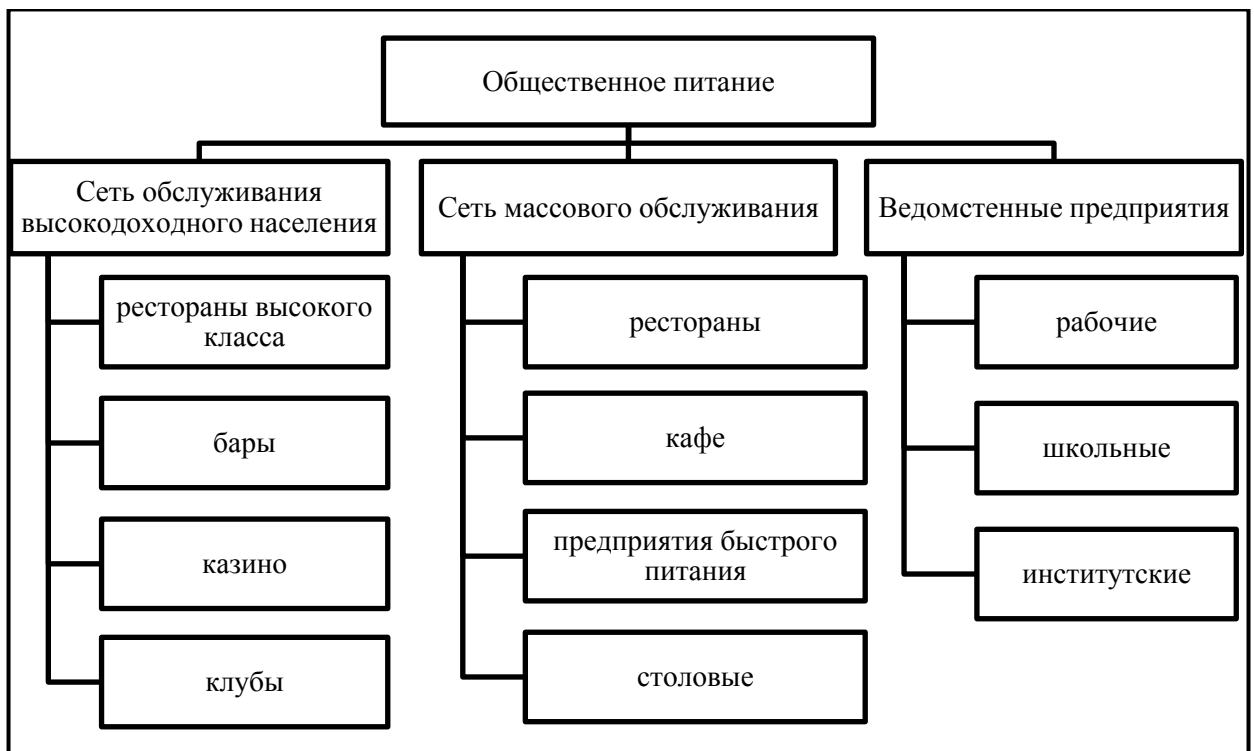 Общественное питание
Сеть обслуживания
высокодоходного населения
рестораны высокого
класса
бары
казино
клубы
Сеть массового обслуживания
рестораны
кафе
предприятия быстрого
питания
столовые
Ведомстенные предприятия
рабочие
школьные
институтские